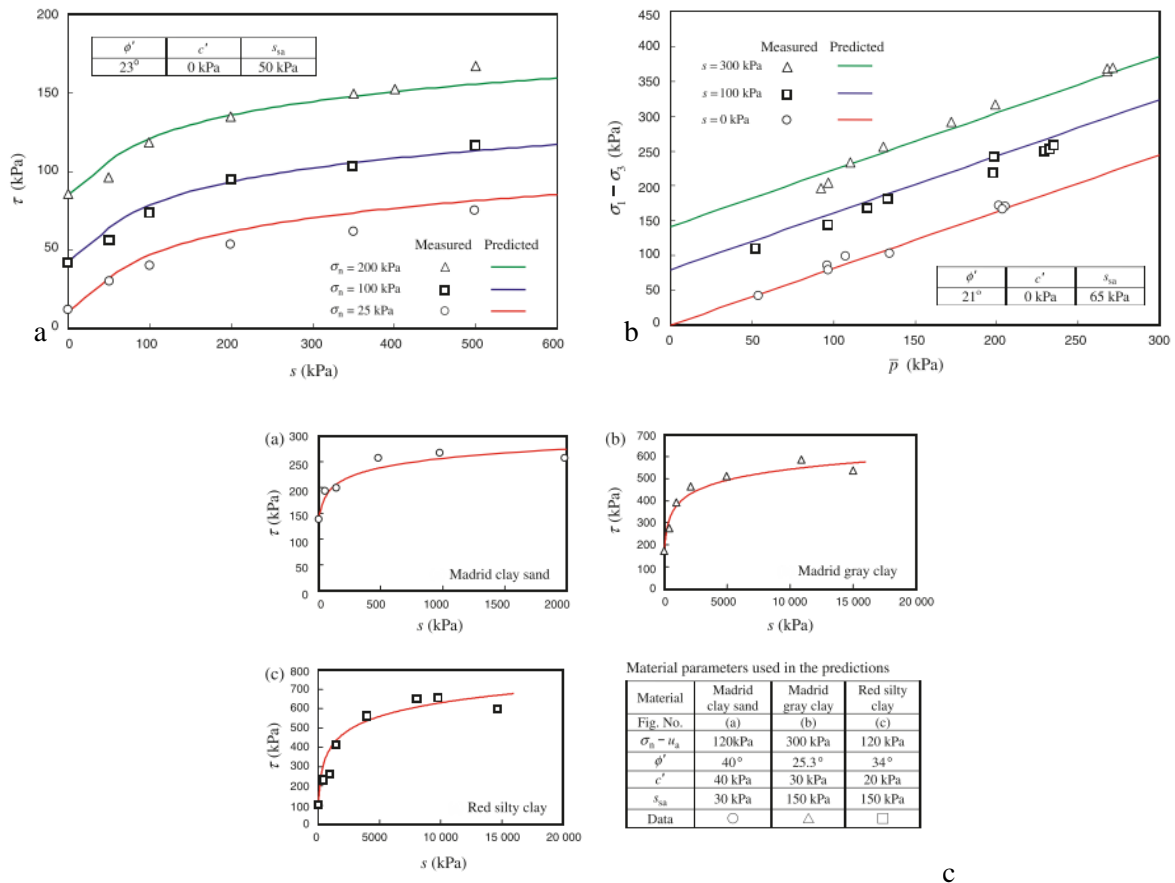 200
150
100
50
0
τ (kPa)
ϕ′ c′ s_sa
23° 0 kPa 50 kPa
Measured Predicted
σ_n = 200 kPa
σ_n = 100 kPa
σ_n = 25 kPa
0 100 200 300 400 500 600
s (kPa)
a
450
400
350
300
250
200
150
100
50
0
σ₁ − σ₃ (kPa)
Measured Predicted
s = 300 kPa
s = 100 kPa
s = 0 kPa
ϕ′ c′ s_sa
21° 0 kPa 65 kPa
0 50 100 150 200 250 300
p̅ (kPa)
b
(a)
300
250
200
150
100
50
0
τ (kPa)
Madrid clay sand
0 500 1000 1500 2000
s (kPa)
(b)
700
600
500
400
300
200
100
0
τ (kPa)
Madrid gray clay
0 5000 10 000 15 000 20 000
s (kPa)
(c)
800
700
600
500
400
300
200
100
0
τ (kPa)
Red silty clay
0 5000 10 000 15 000 20 000
s (kPa)
Material parameters used in the predictions
Material Madrid clay sand Madrid gray clay Red silty clay
Fig. No. (a) (b) (c)
σ_n − u_a 120kPa 300 kPa 120 kPa
ϕ′ 40° 25.3° 34°
c′ 40 kPa 30 kPa 20 kPa
s_sa 30 kPa 150 kPa 150 kPa
Data
c